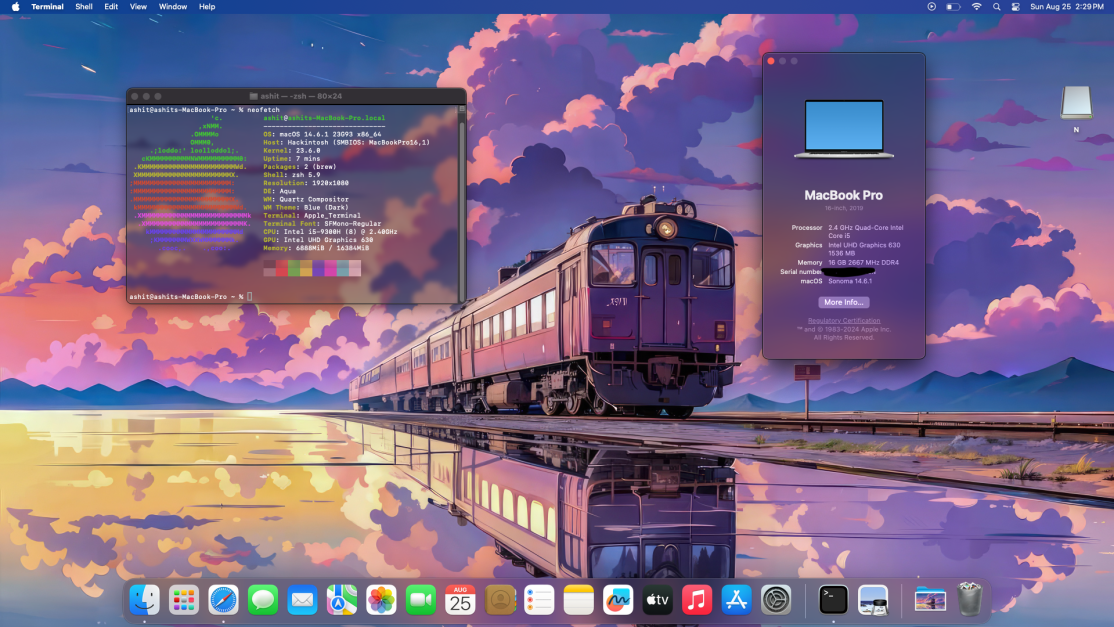 Terminal Shell Edit View Window Help
Sun Aug 25 2:29 PM
ashit — -zsh — 80×24
ashit@ashits-MacBook-Pro ~ % neofetch
ashit@ashits-MacBook-Pro.local
OS: macOS 14.6.1 23G93 x86_64
Host: Hackintosh (SMBIOS: MacBookPro16,1)
Kernel: 23.6.0
Uptime: 7 mins
Packages: 2 (brew)
Shell: zsh 5.9
Resolution: 1920x1080
DE: Aqua
WM: Quartz Compositor
WM Theme: Blue (Dark)
Terminal: Apple_Terminal
Terminal Font: SFMono-Regular
CPU: Intel i5-9300H (8) @ 2.40GHz
GPU: Intel UHD Graphics 630
Memory: 6888MiB / 16384MiB
ashit@ashits-MacBook-Pro ~ %
MacBook Pro
16-inch, 2019
Processor 2.4 GHz Quad-Core Intel Core i5
Graphics Intel UHD Graphics 630 1536 MB
Memory 16 GB 2667 MHz DDR4
Serial number
macOS Sonoma 14.6.1
More Info...
Regulatory Certification
™ and © 1983-2024 Apple Inc.
All Rights Reserved.
N
AUG
25
tv
>_